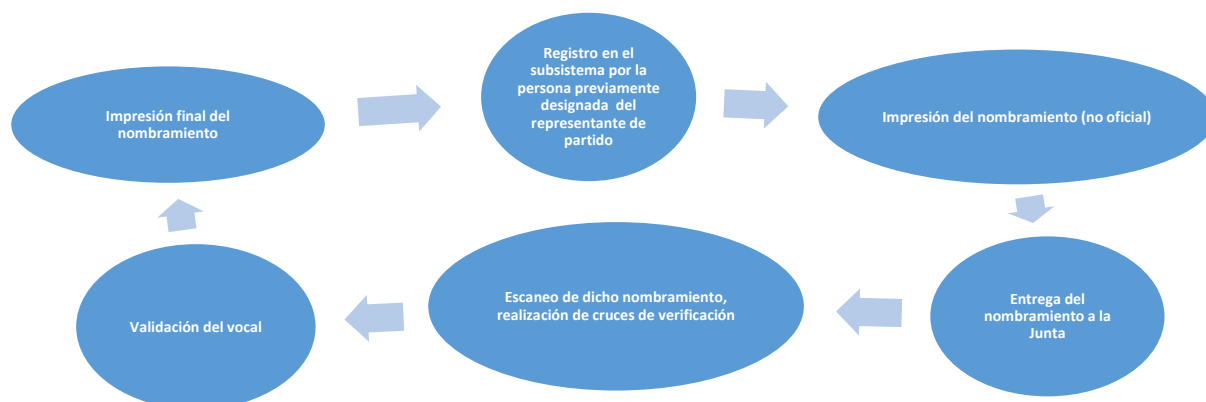 Impresión final del
nombramiento
Registro en el
subsistema por la
persona previamente
designada del
representante de
partido
Impresión del nombramiento (no oficial)
Validación del vocal
Escaneo de dicho nombramiento,
realización de cruces de verificación
Entrega del
nombramiento a la
Junta